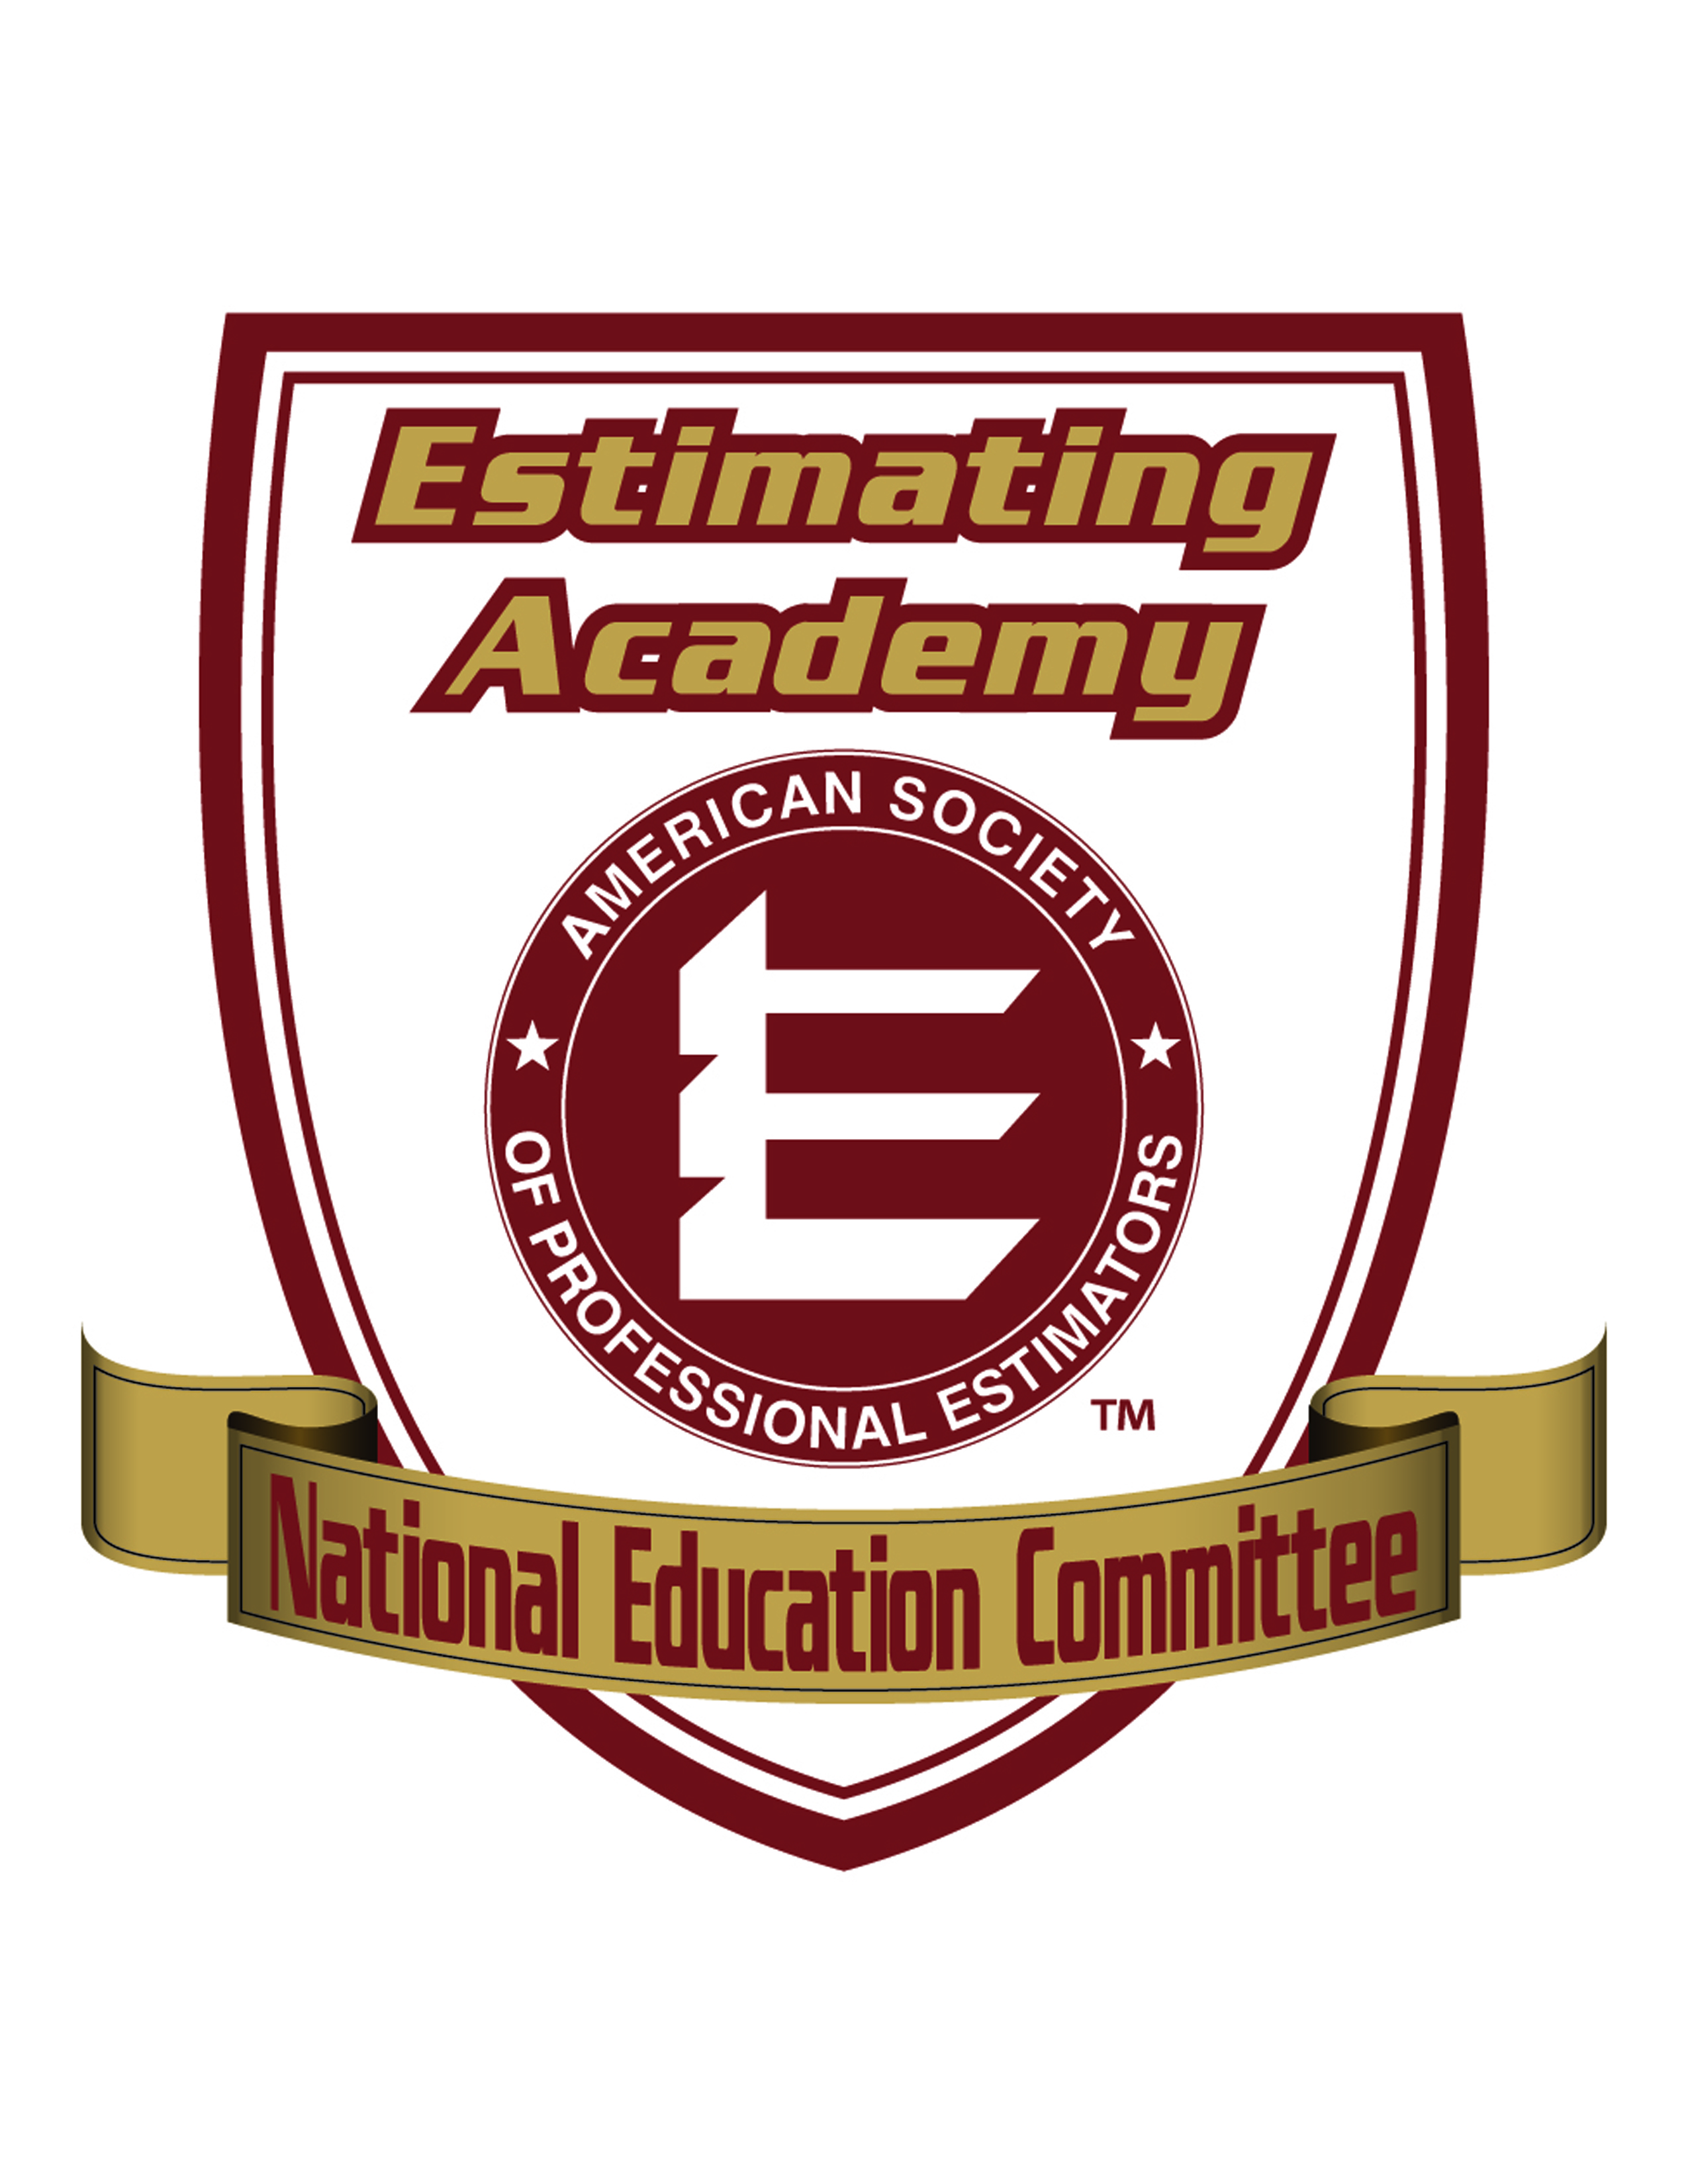 Estimating
Academy
AMERICAN SOCIETY
OF PROFESSIONAL ESTIMATORS
E
TM
National Education Committee